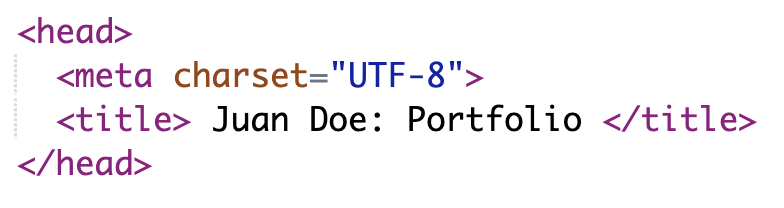 <head>
  <meta charset="UTF-8">
  <title> Juan Doe: Portfolio </title>
</head>